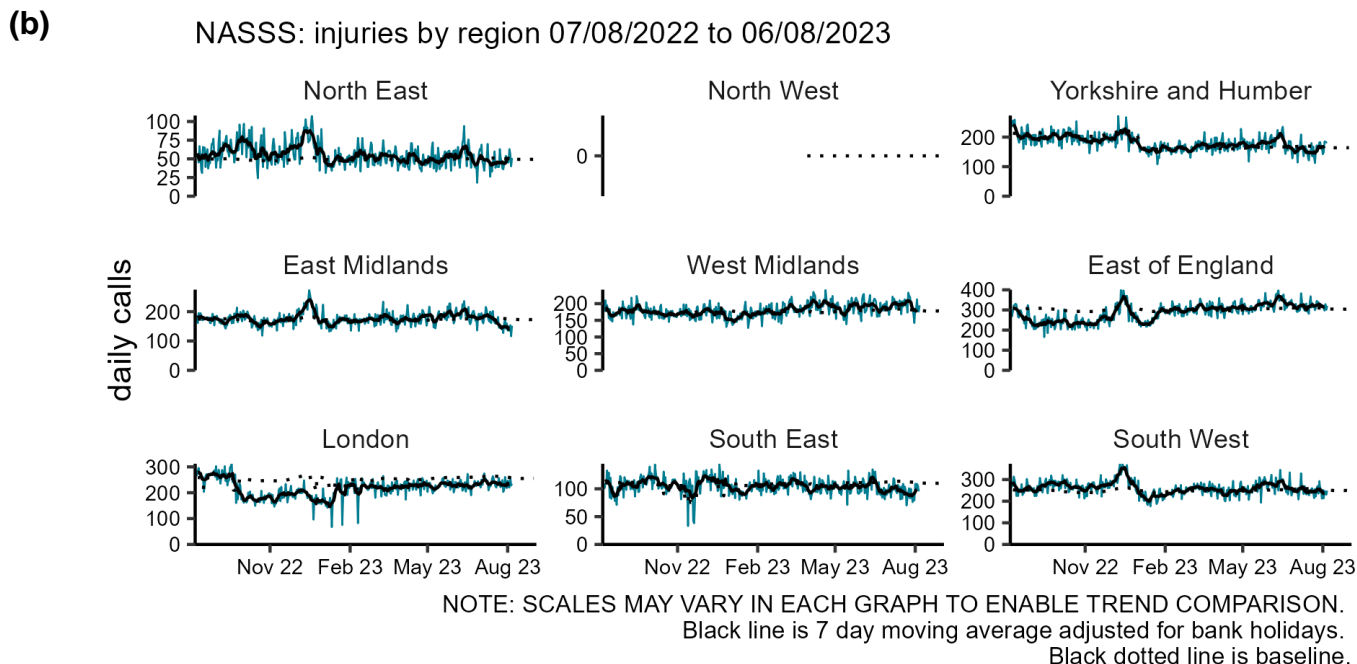 (b)
NASSS: injuries by region 07/08/2022 to 06/08/2023
North East
North West
Yorkshire and Humber
100
75
50
25
0
0
200
100
0
East Midlands
West Midlands
East of England
daily calls
200
100
0
200
150
100
50
0
400
300
200
100
0
London
South East
South West
300
200
100
0
100
50
0
300
200
100
0
Nov 22 Feb 23 May 23 Aug 23
Nov 22 Feb 23 May 23 Aug 23
Nov 22 Feb 23 May 23 Aug 23
NOTE: SCALES MAY VARY IN EACH GRAPH TO ENABLE TREND COMPARISON.
Black line is 7 day moving average adjusted for bank holidays.
Black dotted line is baseline.